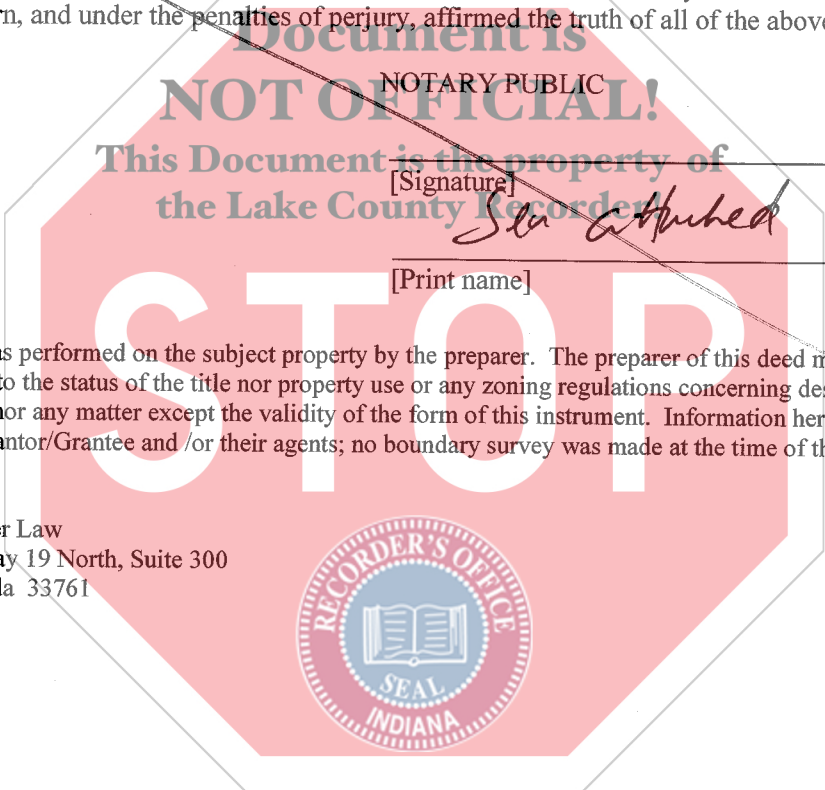 rn, and under the penalties of perjury, affirmed the truth of all of the above
Document is
NOT OFFICIAL!
NOTARY PUBLIC
This Document is the property of
the Lake County Recorder!
[Signature]
attached
[Print name]
STOP
as performed on the subject property by the preparer. The preparer of this deed m
to the status of the title nor property use or any zoning regulations concerning des
nor any matter except the validity of the form of this instrument. Information her
antor/Grantee and /or their agents; no boundary survey was made at the time of th
er Law
ay 19 North, Suite 300
da 33761
RECORDER'S OFFICE
SEAL
INDIANA